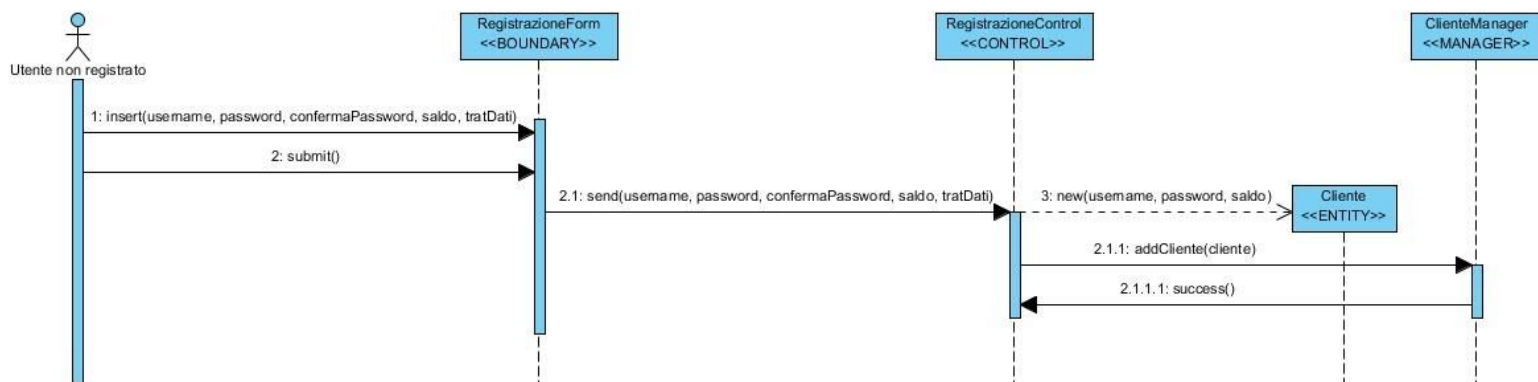 RegistrazioneForm
<<BOUNDARY>>
RegistrazioneControl
<<CONTROL>>
ClienteManager
<<MANAGER>>
Utente non registrato
1: insert(username, password, confermaPassword, saldo, tratDati)
2: submit()
2.1: send(username, password, confermaPassword, saldo, tratDati)
3: new(username, password, saldo)
Cliente
<<ENTITY>>
2.1.1: addCliente(cliente)
2.1.1.1: success()